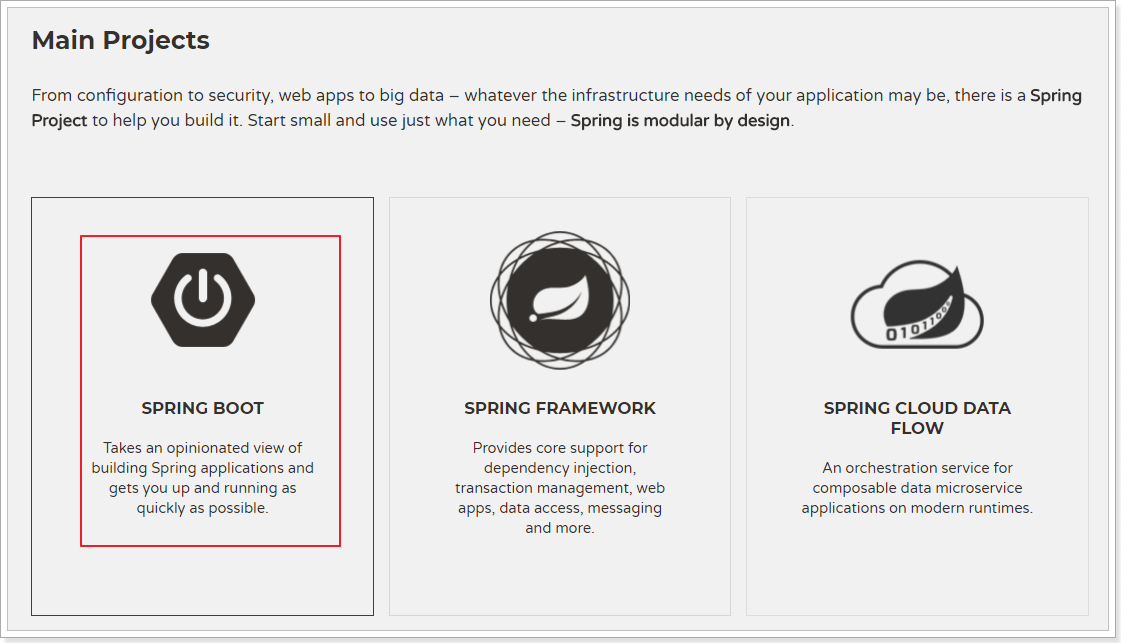 Main Projects
From configuration to security, web apps to big data – whatever the infrastructure needs of your application may be, there is a Spring
Project to help you build it. Start small and use just what you need – Spring is modular by design.
SPRING BOOT
Takes an opinionated view of
building Spring applications and
gets you up and running as
quickly as possible.
SPRING FRAMEWORK
Provides core support for
dependency injection,
transaction management, web
apps, data access, messaging
and more.
01011000
SPRING CLOUD DATA
FLOW
An orchestration service for
composable data microservice
applications on modern runtimes.